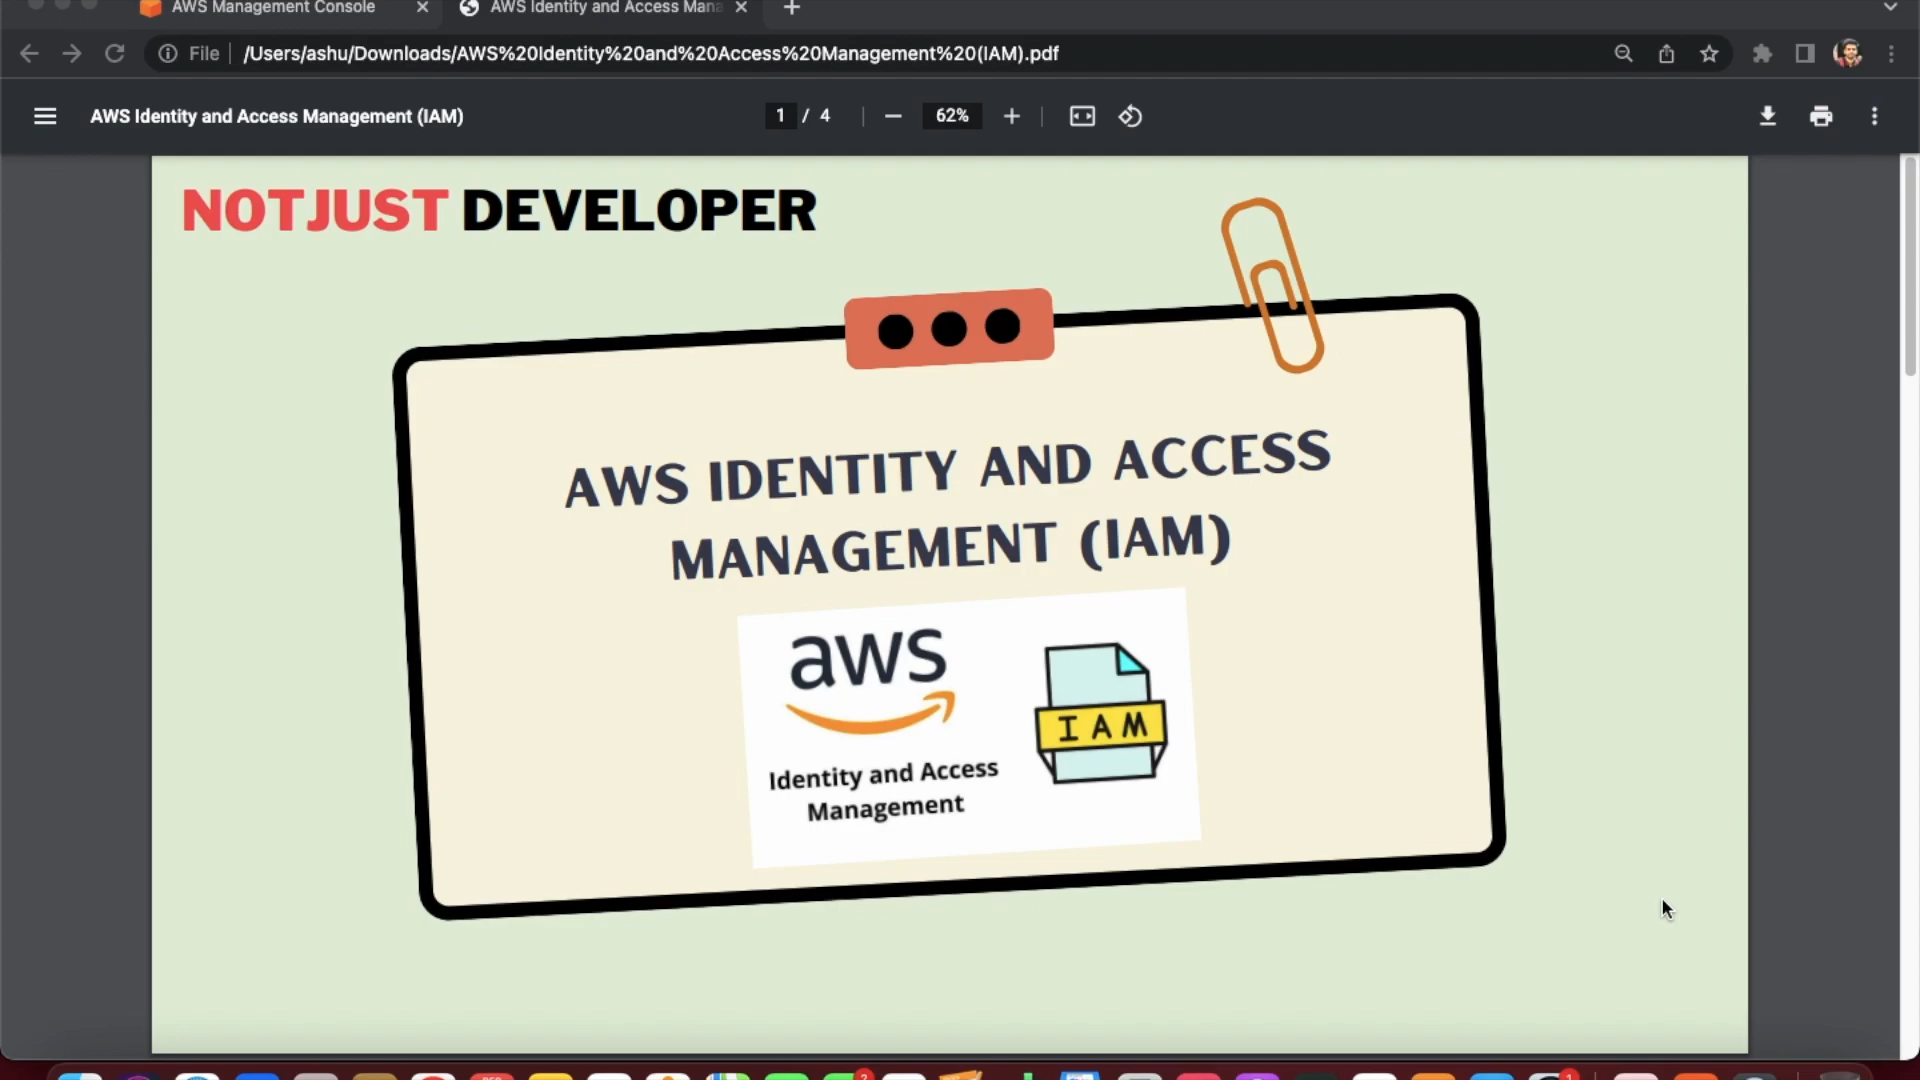 AWS Management Console
AWS Identity and Access Mana
File
/Users/ashu/Downloads/AWS%20Identity%20and%20Access%20Management%20(IAM).pdf
AWS Identity and Access Management (IAM)
1 / 4
62%
NOTJUST DEVELOPER
AWS IDENTITY AND ACCESS
MANAGEMENT (IAM)
aws
Identity and Access
Management
IAM